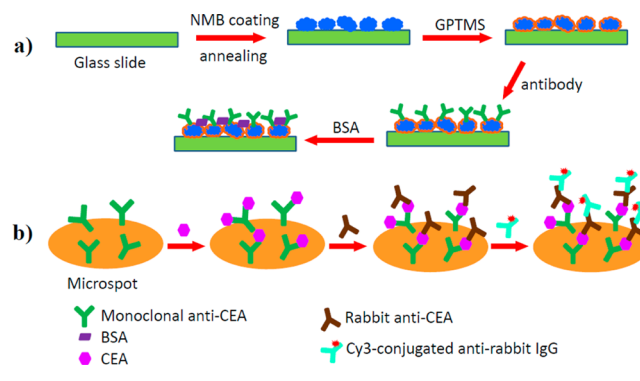 a)
NMB coating
annealing
GPTMS
Glass slide
antibody
BSA
b)
Microspot
Monoclonal anti-CEA
BSA
CEA
Rabbit anti-CEA
Cy3-conjugated anti-rabbit IgG